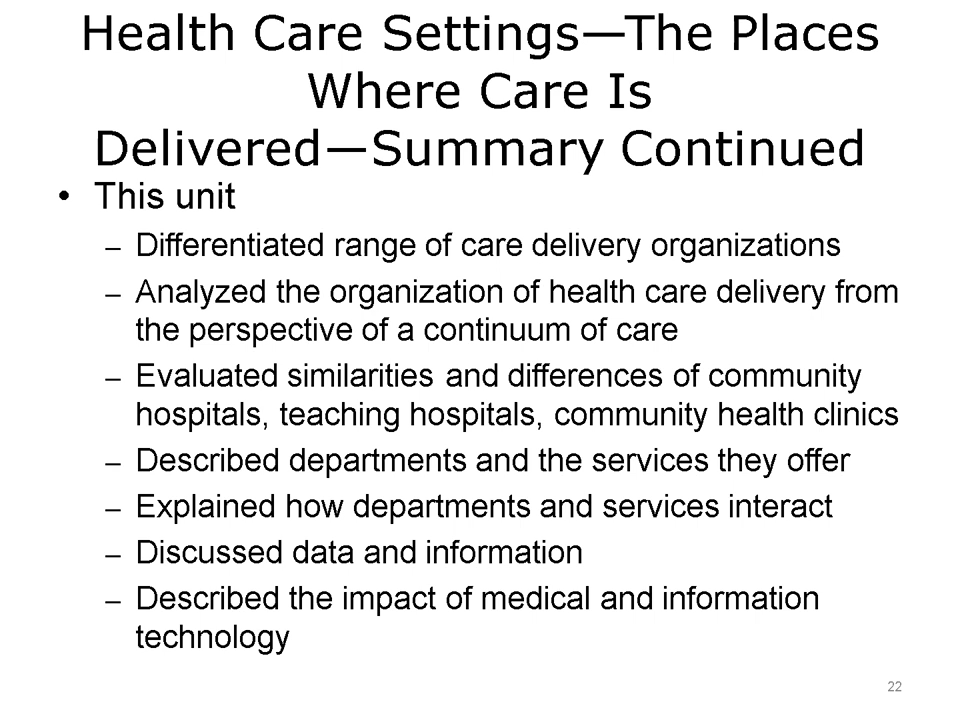 Health Care Settings—The Places
Where Care Is
Delivered—Summary Continued
• This unit
– Differentiated range of care delivery organizations
– Analyzed the organization of health care delivery from
the perspective of a continuum of care
– Evaluated similarities and differences of community
hospitals, teaching hospitals, community health clinics
– Described departments and the services they offer
– Explained how departments and services interact
– Discussed data and information
– Described the impact of medical and information
technology
22